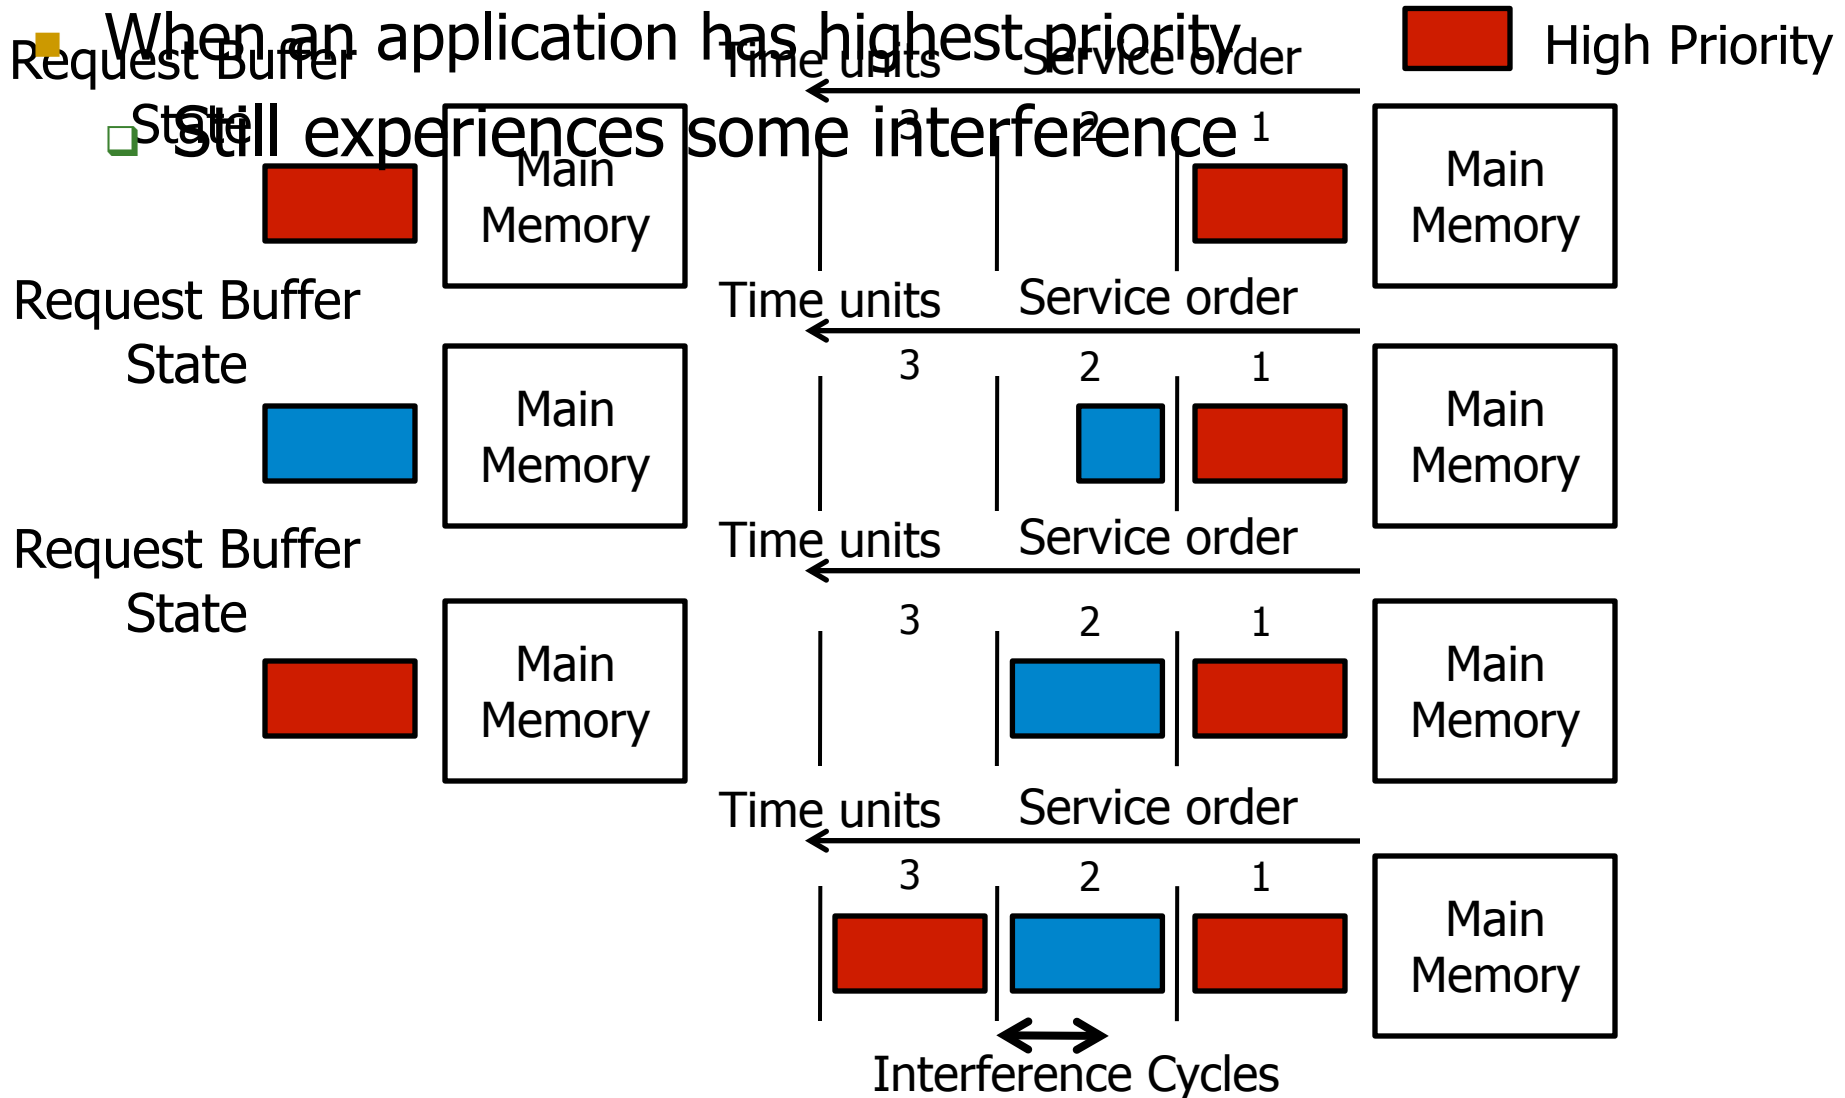 When an application has highest priority
High Priority
Still experiences some interference
Request Buffer
State
Time units
Service order
3
2
1
Main
Memory
Main
Memory
Request Buffer
State
Time units
Service order
3
2
1
Main
Memory
Main
Memory
Request Buffer
State
Time units
Service order
3
2
1
Main
Memory
Main
Memory
Time units
Service order
3
2
1
Main
Memory
Interference Cycles